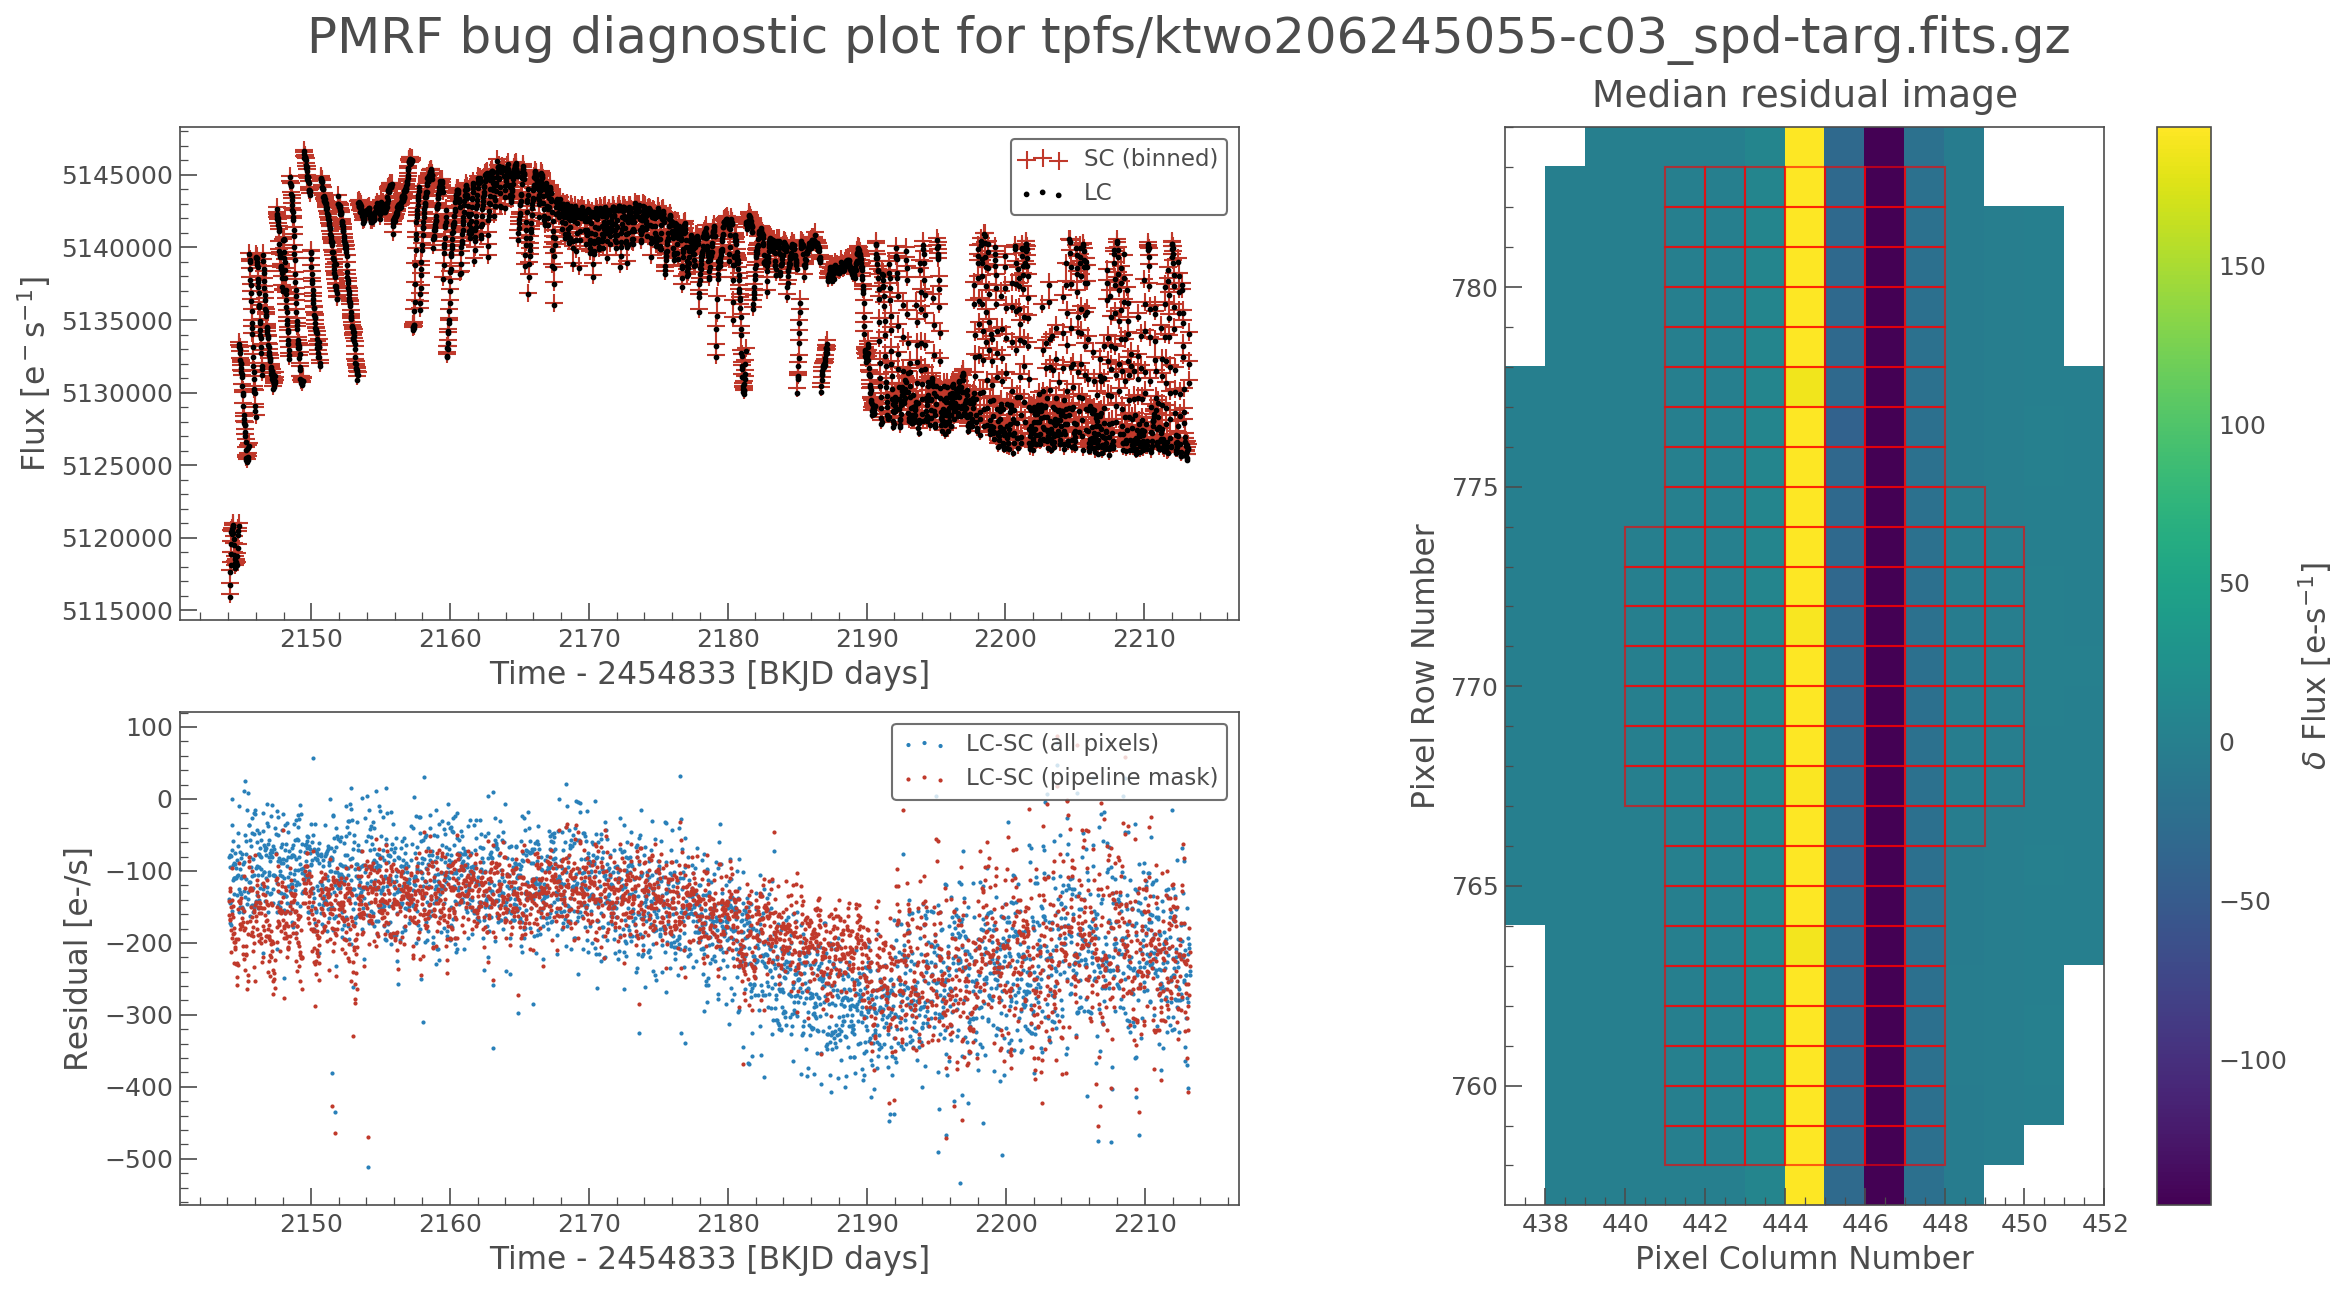 PMRF bug diagnostic plot for tpfs/ktwo206245055-c03_spd-targ.fits.gz
Flux [e⁻ s⁻¹]
5145000
5140000
5135000
5130000
5125000
5120000
5115000
SC (binned)
LC
2150 2160 2170 2180 2190 2200 2210
Time - 2454833 [BKJD days]
Residual [e-/s]
100
0
−100
−200
−300
−400
−500
LC-SC (all pixels)
LC-SC (pipeline mask)
2150 2160 2170 2180 2190 2200 2210
Time - 2454833 [BKJD days]
Median residual image
Pixel Row Number
780
775
770
765
760
438 440 442 444 446 448 450 452
Pixel Column Number
150
100
50
0
−50
−100
δ Flux [e-s⁻¹]